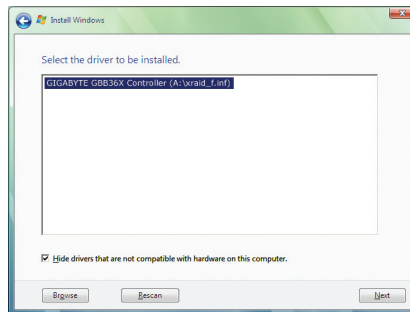 Install Windows
Select the driver to be installed.
GIGABYTE GBB36X Controller (A:\xraid_f.inf)
Hide drivers that are not compatible with hardware on this computer.
Browse
Rescan
Next